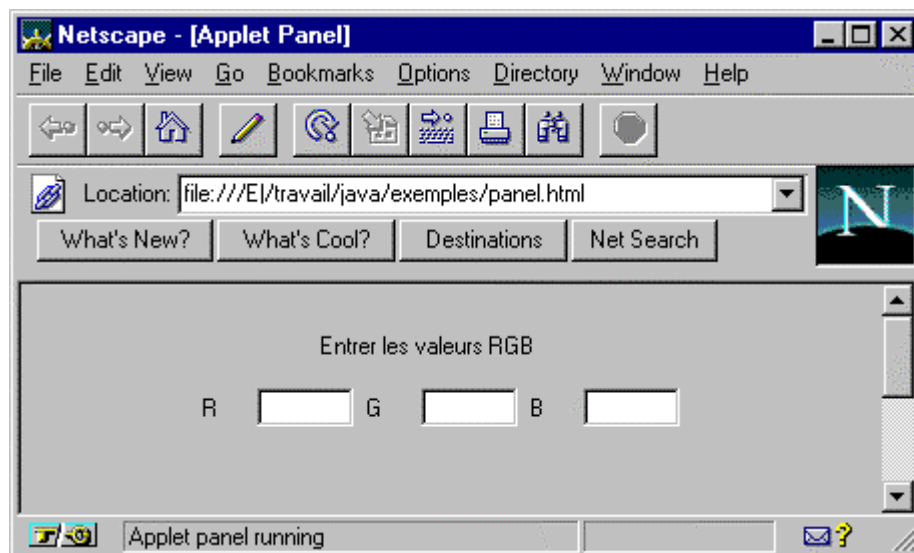 Netscape - [Applet Panel]
File Edit View Go Bookmarks Options Directory Window Help
Location: file:///E|/travail/java/exemples/panel.html
N
What's New? What's Cool? Destinations Net Search
Entrer les valeurs RGB
R G B
Applet panel running
?